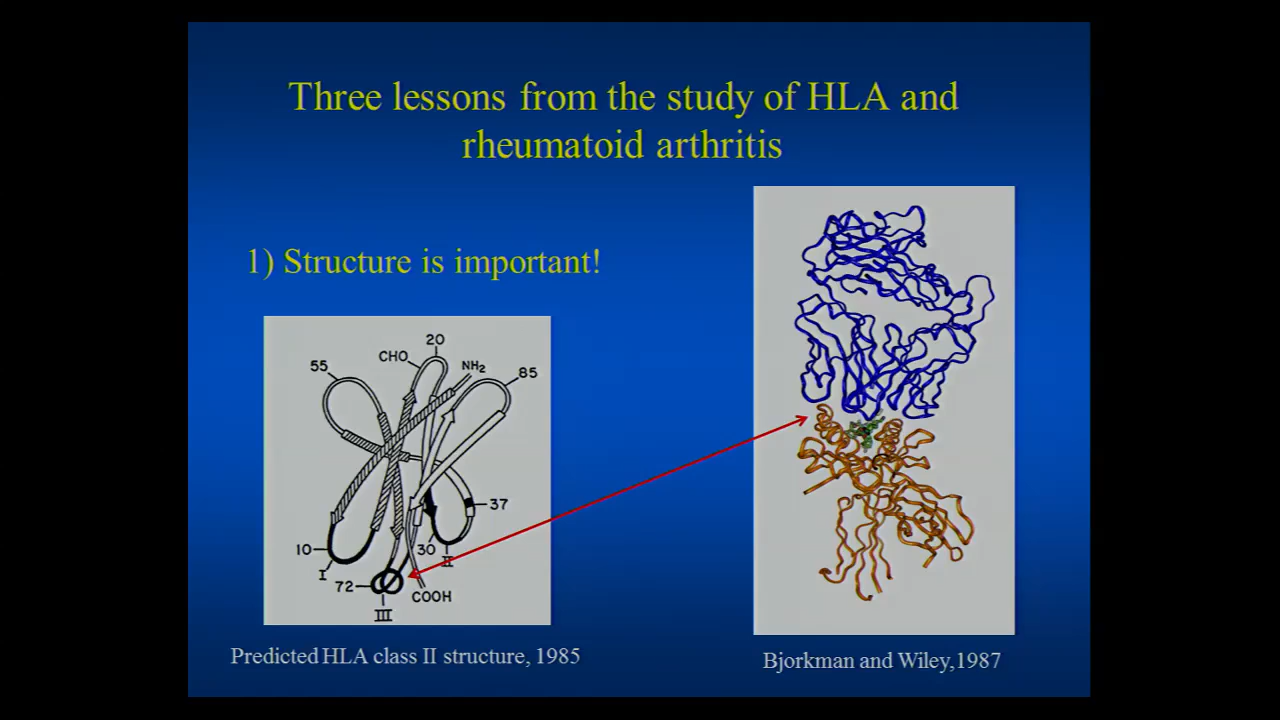 Three lessons from the study of HLA and
rheumatoid arthritis
1) Structure is important!
20
CHO
NH2
55
85
37
10
30
I
II
72
COOH
III
Predicted HLA class II structure, 1985
Bjorkman and Wiley,1987